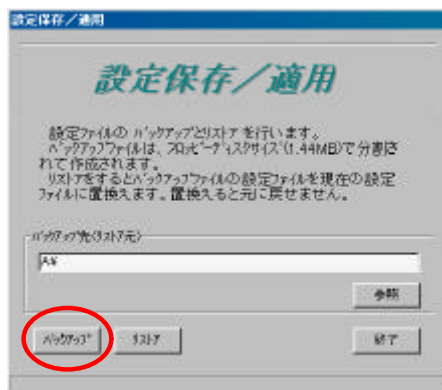 設定保存／適用
設定保存／適用
設定ファイルの バックアップとリストア を行います。
バックアップファイルは、フロッピーディスクサイズ(1.44MB)で分割さ
れて作成されます。
リストアをするとバックアップファイルの設定ファイルを現在の設定
ファイルに置換えます。置換えると元に戻せません。
バックアップ先(リストア元)
A¥
参照
バックアップ
リストア
終了